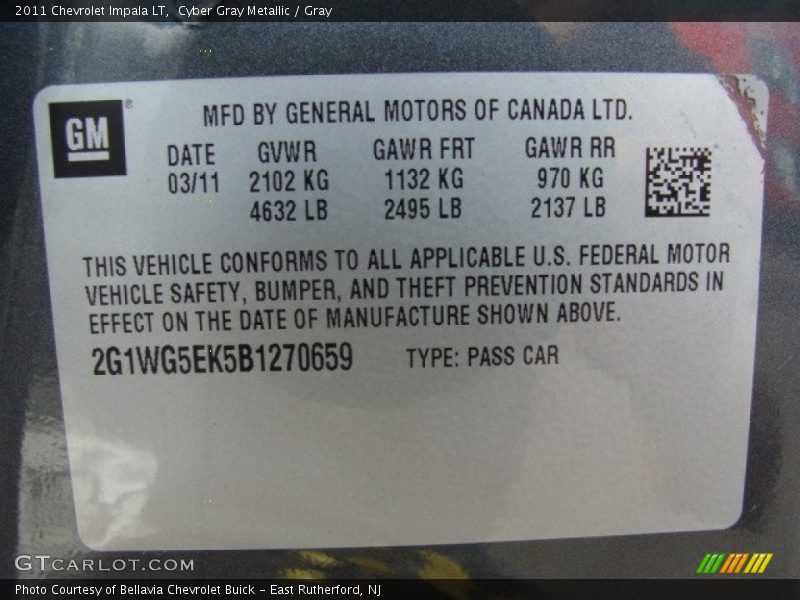 2011 Chevrolet Impala LT, Cyber Gray Metallic / Gray
GM ®
MFD BY GENERAL MOTORS OF CANADA LTD.
DATE GVWR GAWR FRT GAWR RR
03/11 2102 KG 1132 KG 970 KG
4632 LB 2495 LB 2137 LB
THIS VEHICLE CONFORMS TO ALL APPLICABLE U.S. FEDERAL MOTOR
VEHICLE SAFETY, BUMPER, AND THEFT PREVENTION STANDARDS IN
EFFECT ON THE DATE OF MANUFACTURE SHOWN ABOVE.
2G1WG5EK5B1270659 TYPE: PASS CAR
GTCARLOT.COM
Photo Courtesy of Bellavia Chevrolet Buick - East Rutherford, NJ